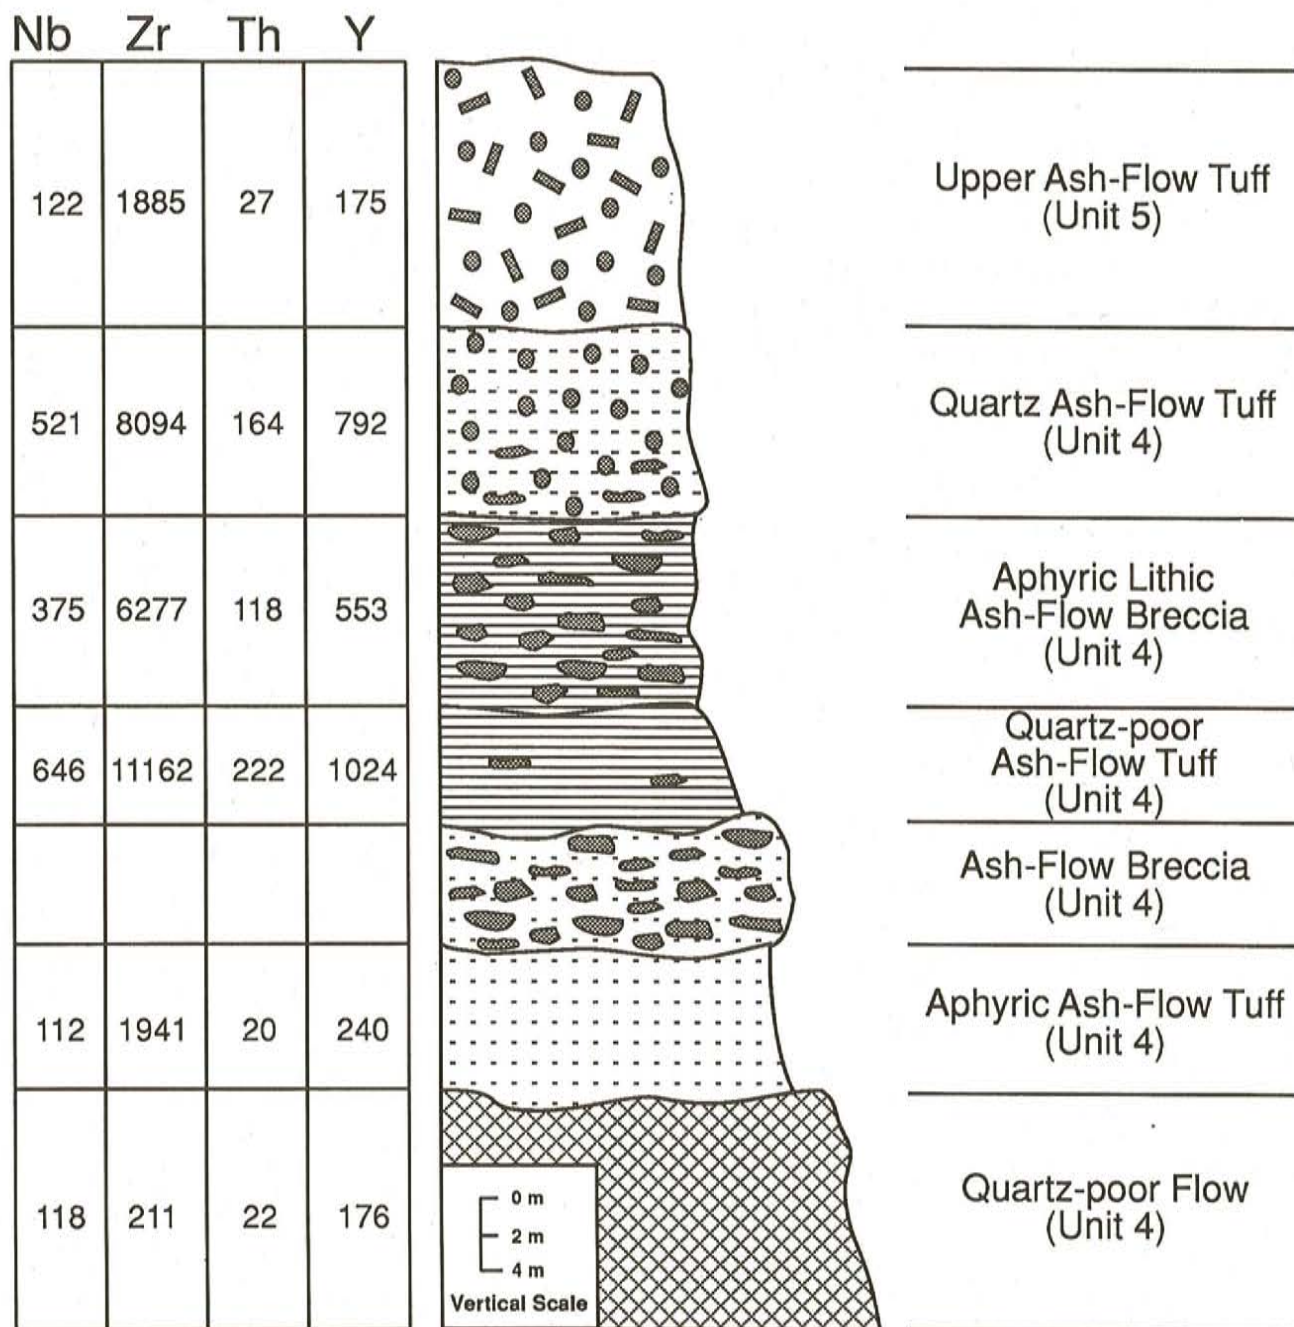 Nb Zr Th Y
122 1885 27 175
Upper Ash-Flow Tuff
(Unit 5)
521 8094 164 792
Quartz Ash-Flow Tuff
(Unit 4)
375 6277 118 553
Aphyric Lithic
Ash-Flow Breccia
(Unit 4)
646 11162 222 1024
Quartz-poor
Ash-Flow Tuff
(Unit 4)
Ash-Flow Breccia
(Unit 4)
112 1941 20 240
Aphyric Ash-Flow Tuff
(Unit 4)
118 211 22 176
Quartz-poor Flow
(Unit 4)
0 m
2 m
4 m
Vertical Scale